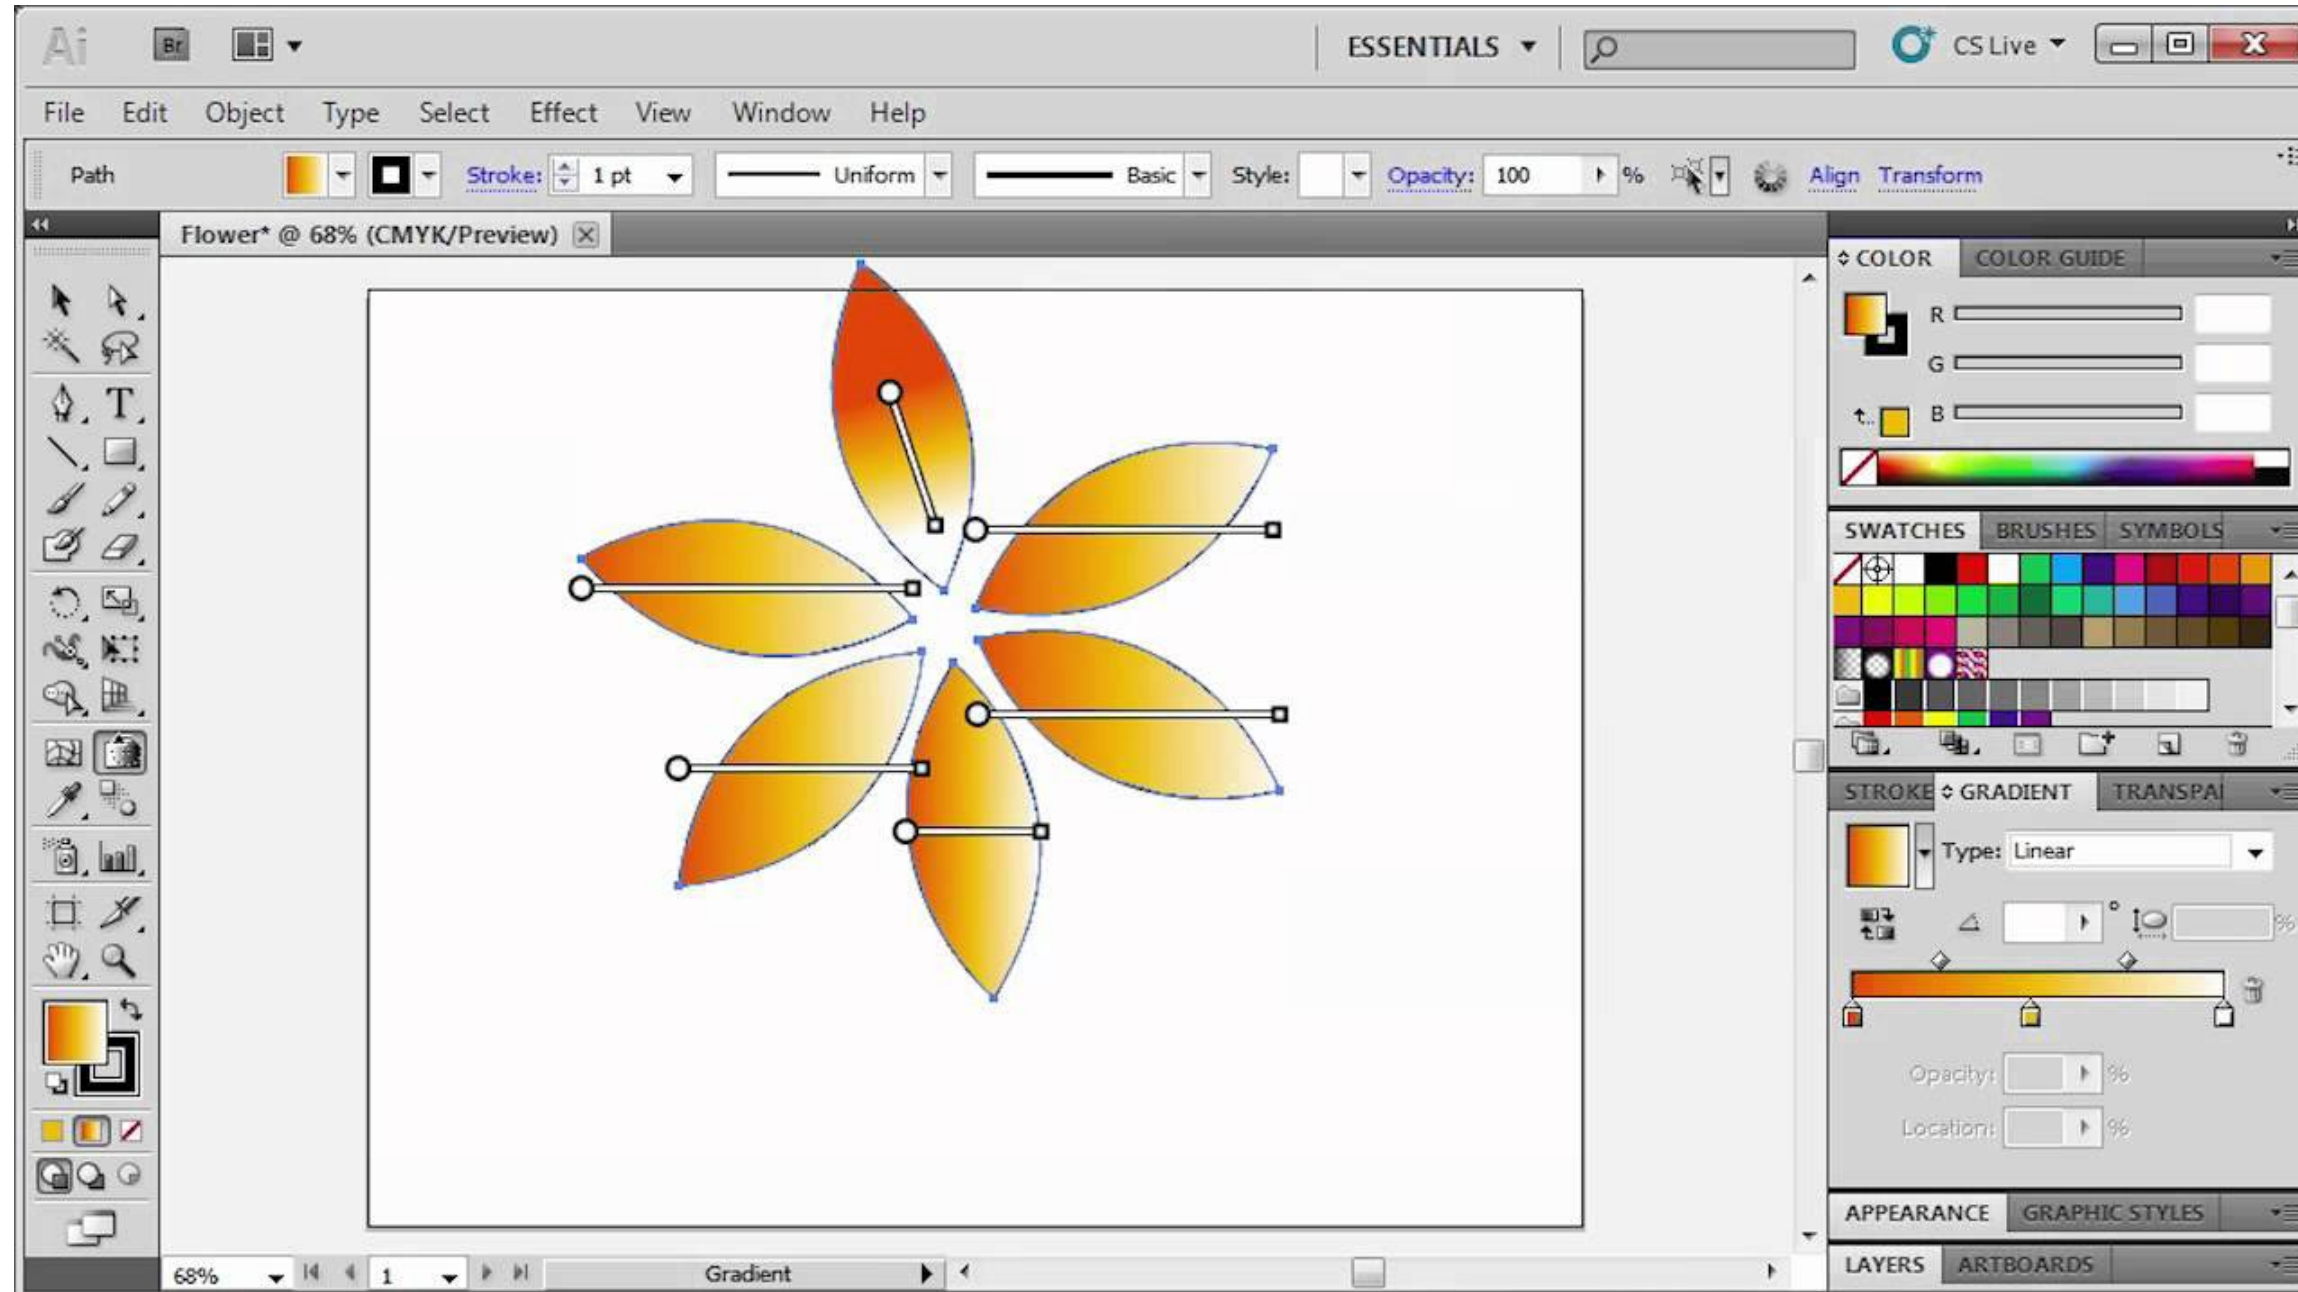 Ai Br ESSENTIALS CS Live
File Edit Object Type Select Effect View Window Help
Path Stroke: 1 pt Uniform Basic Style: Opacity: 100 % Align Transform
Flower* @ 68% (CMYK/Preview)
COLOR COLOR GUIDE
R
G
B
T
SWATCHES BRUSHES SYMBOLS
STROKE GRADIENT TRANSPA
Type: Linear
° %
Opacity: %
Location: %
APPEARANCE GRAPHIC STYLES
LAYERS ARTBOARDS
68% 1 Gradient